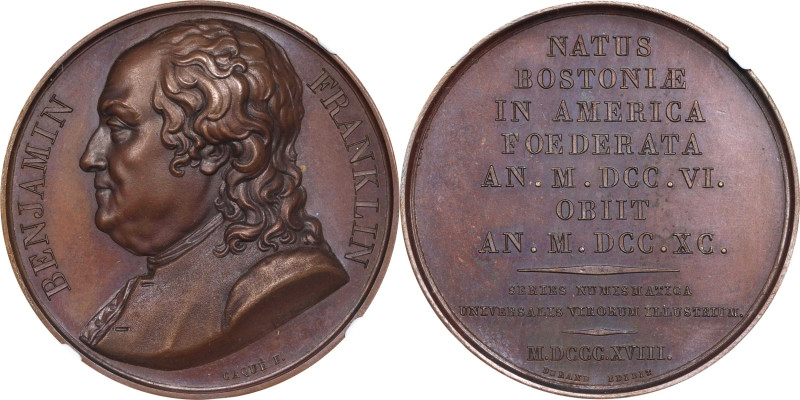 BENJAMIN FRANKLIN
CAQUÉ F.
NATUS
BOSTONIÆ
IN AMERICA
FOEDERATA
AN. M. DCC. VI.
OBIIT
AN. M. DCC. XC.
SERIES NUMISMATICA
UNIVERSALIS VIRORUM ILLUSTRIUM.
M.DCCC.XVIII.
DURAND EDIDIT